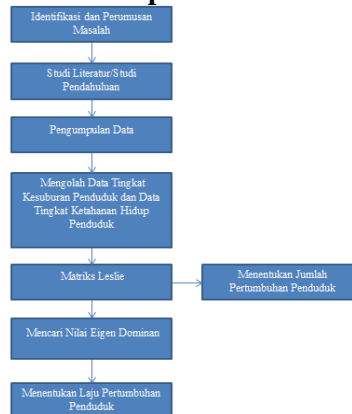 Identifikasi dan Perumusan
Masalah
Studi Literatur/Studi
Pendahuluan
Pengumpulan Data
Mengolah Data Tingkat
Kesuburan Penduduk dan Data
Tingkat Ketahanan Hidup
Penduduk
Matriks Leslie
Menentukan Jumlah
Pertumbuhan Penduduk
Mencari Nilai Eigen Dominan
Menentukan Laju Pertumbuhan
Penduduk